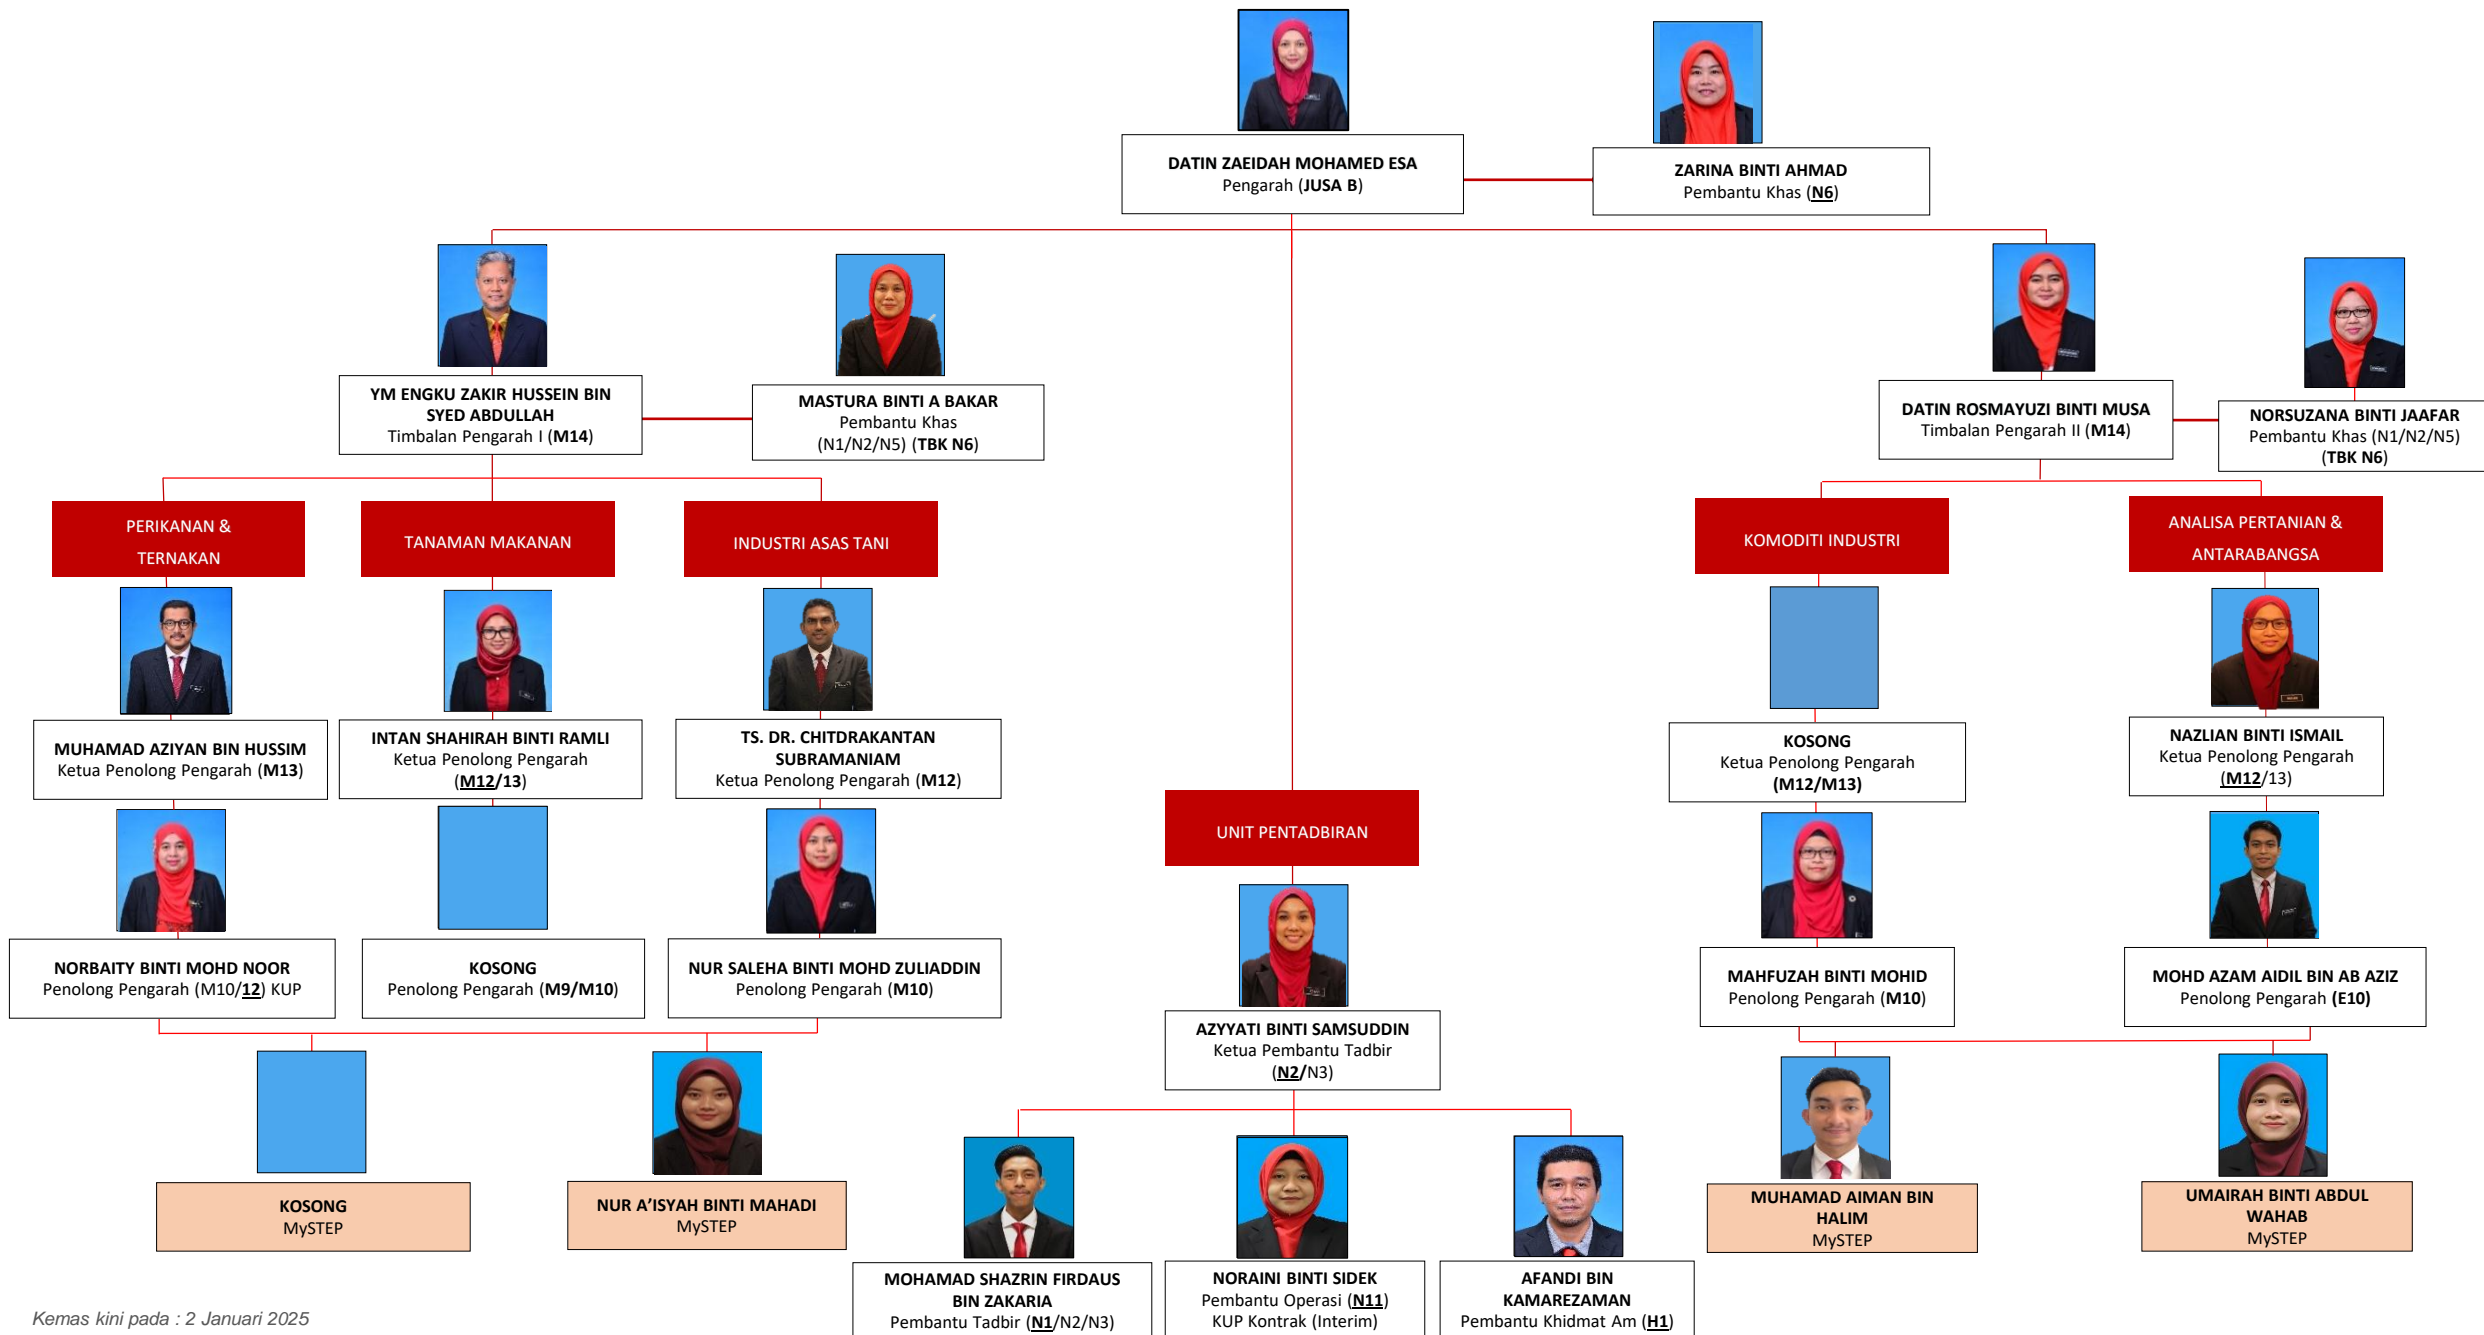 DATIN ZAEIDAH MOHAMED ESA
Pengarah (JUSA B)
ZARINA BINTI AHMAD
Pembantu Khas (N6)
YM ENGKU ZAKIR HUSSEIN BIN
SYED ABDULLAH
Timbalan Pengarah I (M14)
MASTURA BINTI A BAKAR
Pembantu Khas
(N1/N2/N5) (TBK N6)
DATIN ROSMAYUZI BINTI MUSA
Timbalan Pengarah II (M14)
NORSUZANA BINTI JAAFAR
Pembantu Khas (N1/N2/N5)
(TBK N6)
PERIKANAN &
TERNAKAN
TANAMAN MAKANAN
INDUSTRI ASAS TANI
KOMODITI INDUSTRI
ANALISA PERTANIAN &
ANTARABANGSA
MUHAMAD AZIYAN BIN HUSSIM
Ketua Penolong Pengarah (M13)
INTAN SHAHIRAH BINTI RAMLI
Ketua Penolong Pengarah
(M12/13)
TS. DR. CHITDRAKANTAN
SUBRAMANIAM
Ketua Penolong Pengarah (M12)
KOSONG
Ketua Penolong Pengarah
(M12/M13)
NAZLIAN BINTI ISMAIL
Ketua Penolong Pengarah
(M12/13)
UNIT PENTADBIRAN
NORBAITY BINTI MOHD NOOR
Penolong Pengarah (M10/12) KUP
KOSONG
Penolong Pengarah (M9/M10)
NUR SALEHA BINTI MOHD ZULIADDIN
Penolong Pengarah (M10)
AZYYATI BINTI SAMSUDDIN
Ketua Pembantu Tadbir
(N2/N3)
MAHFUZAH BINTI MOHID
Penolong Pengarah (M10)
MOHD AZAM AIDIL BIN AB AZIZ
Penolong Pengarah (E10)
KOSONG
MySTEP
NUR A’ISYAH BINTI MAHADI
MySTEP
MUHAMAD AIMAN BIN
HALIM
MySTEP
UMAIRAH BINTI ABDUL
WAHAB
MySTEP
MOHAMAD SHAZRIN FIRDAUS
BIN ZAKARIA
Pembantu Tadbir (N1/N2/N3)
NORAINI BINTI SIDEK
Pembantu Operasi (N11)
KUP Kontrak (Interim)
AFANDI BIN
KAMAREZAMAN
Pembantu Khidmat Am (H1)
Kemas kini pada : 2 Januari 2025